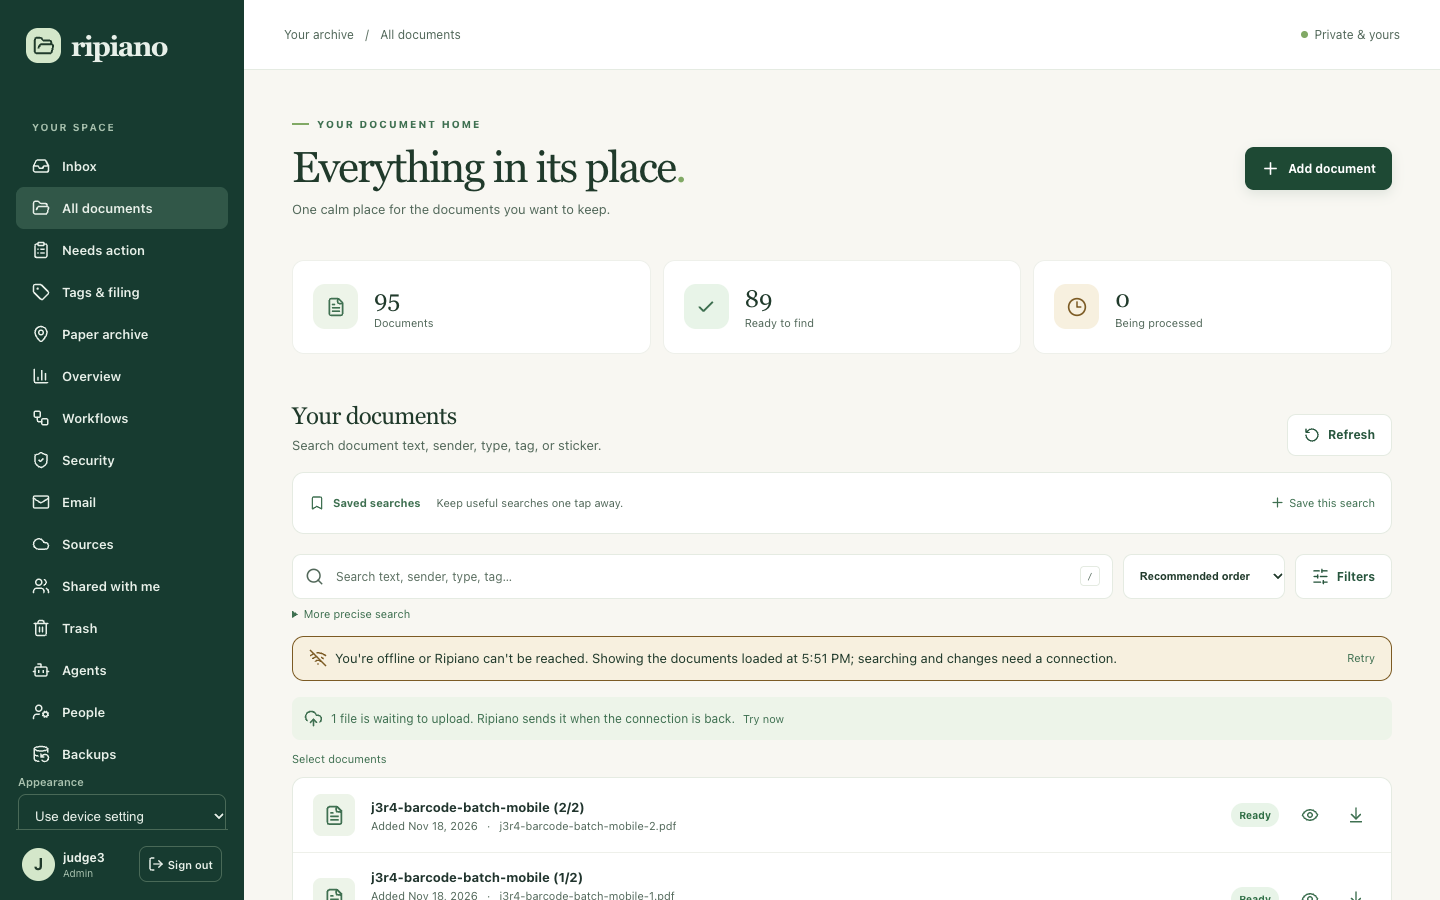 ripiano
YOUR SPACE
Inbox
All documents
Needs action
Tags & filing
Paper archive
Overview
Workflows
Security
Email
Sources
Shared with me
Trash
Agents
People
Backups
Appearance
Use device setting
J
judge3
Admin
Sign out
Your archive / All documents
Private & yours
YOUR DOCUMENT HOME
Everything in its place.
One calm place for the documents you want to keep.
Add document
95
Documents
89
Ready to find
0
Being processed
Your documents
Search document text, sender, type, tag, or sticker.
Refresh
Saved searches Keep useful searches one tap away.
Save this search
Search text, sender, type, tag...
/
Recommended order
Filters
More precise search
You're offline or Ripiano can't be reached. Showing the documents loaded at 5:51 PM; searching and changes need a connection.
Retry
1 file is waiting to upload. Ripiano sends it when the connection is back. Try now
Select documents
j3r4-barcode-batch-mobile (2/2)
Added Nov 18, 2026 · j3r4-barcode-batch-mobile-2.pdf
Ready
j3r4-barcode-batch-mobile (1/2)
Added Nov 18, 2026 · j3r4-barcode-batch-mobile-1.pdf
Ready